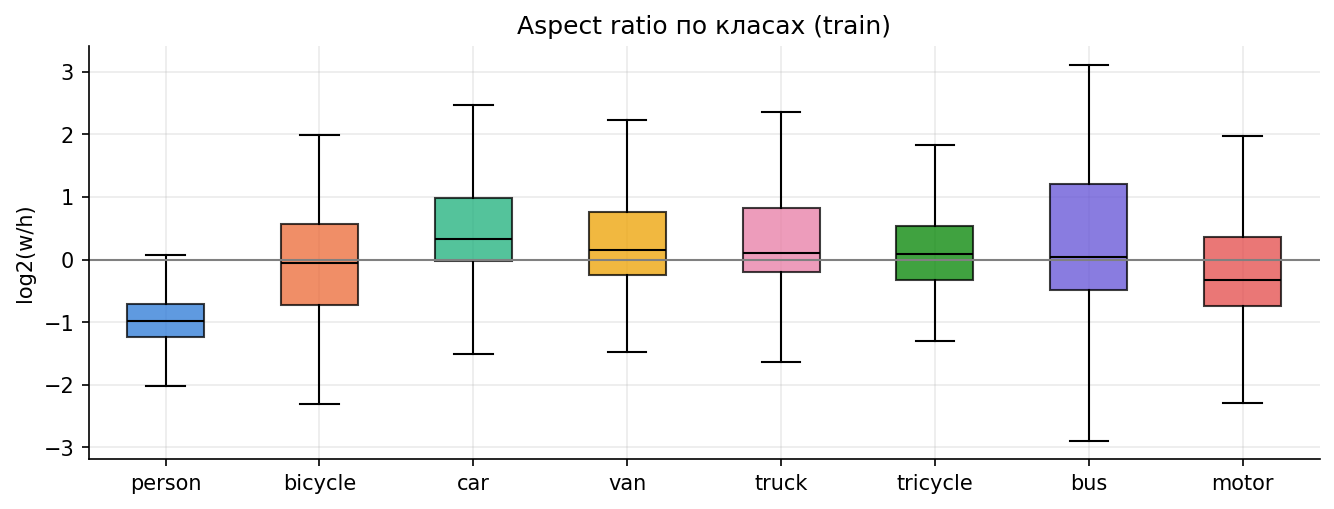 Aspect ratio по класах (train)
log2(w/h)
3
2
1
0
−1
−2
−3
person bicycle car van truck tricycle bus motor